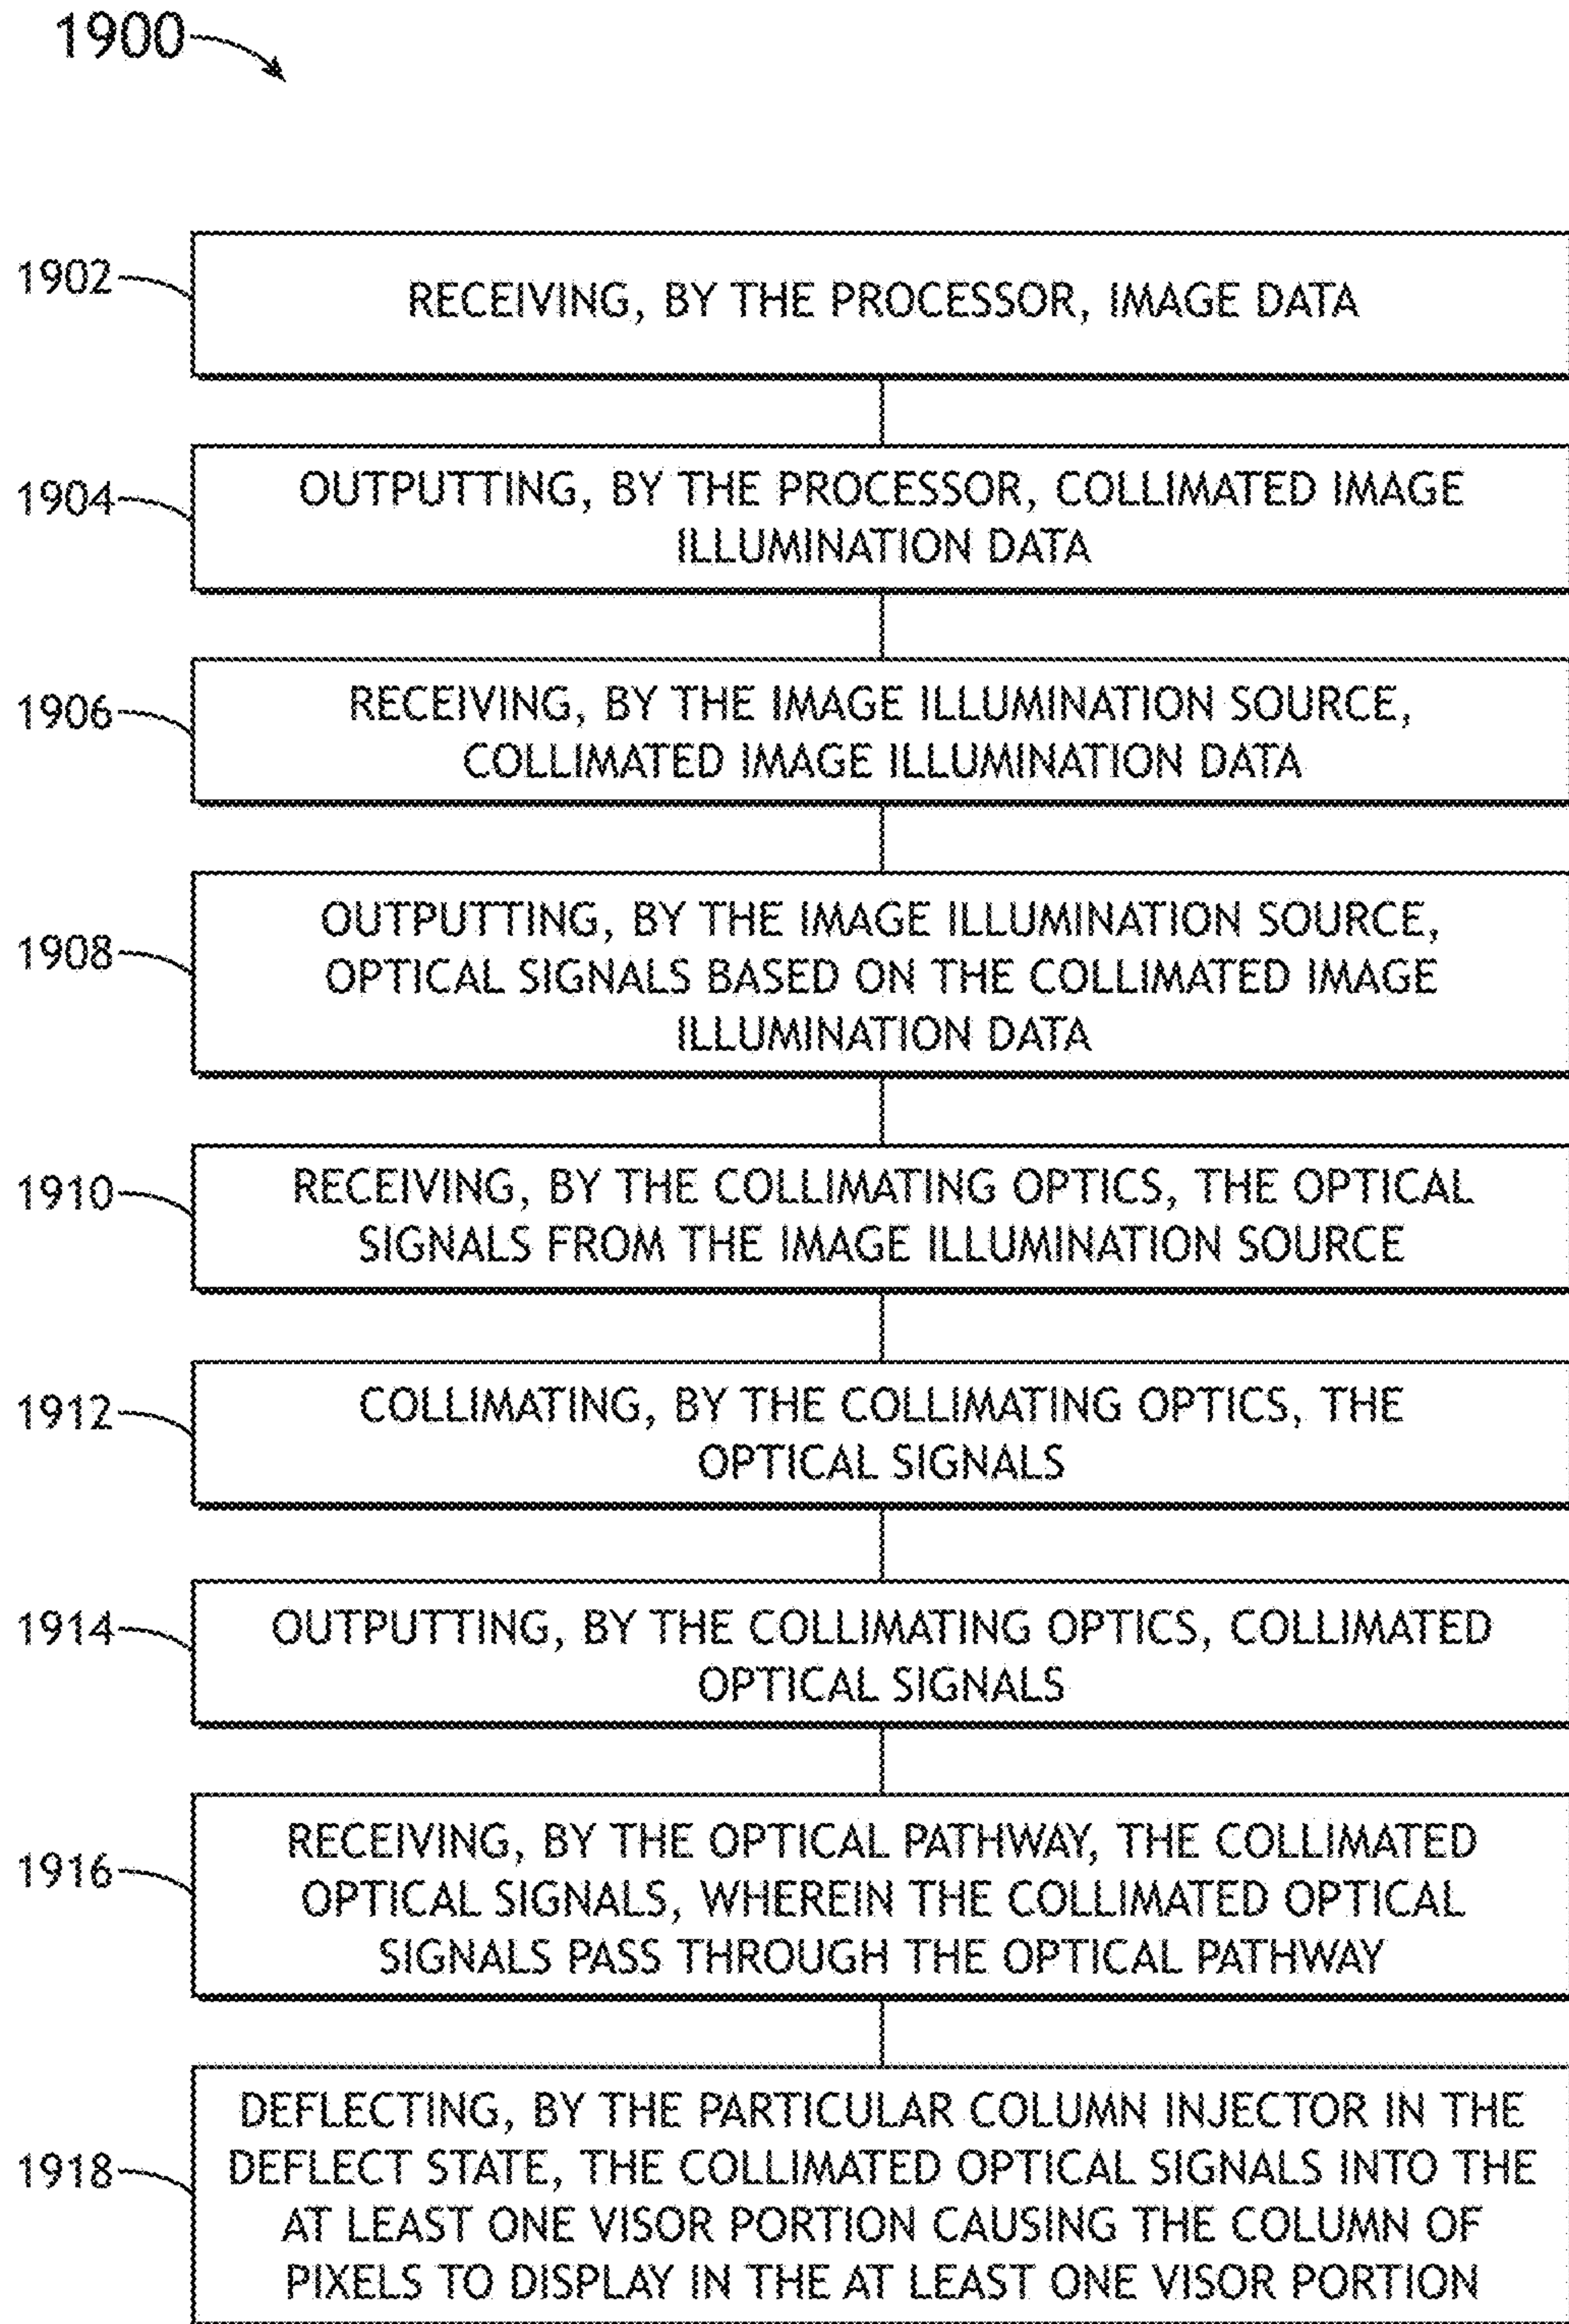 1900
1902
RECEIVING, BY THE PROCESSOR, IMAGE DATA
1904
OUTPUTTING, BY THE PROCESSOR, COLLIMATED IMAGE
ILLUMINATION DATA
1906
RECEIVING, BY THE IMAGE ILLUMINATION SOURCE,
COLLIMATED IMAGE ILLUMINATION DATA
1908
OUTPUTTING, BY THE IMAGE ILLUMINATION SOURCE,
OPTICAL SIGNALS BASED ON THE COLLIMATED IMAGE
ILLUMINATION DATA
1910
RECEIVING, BY THE COLLIMATING OPTICS, THE OPTICAL
SIGNALS FROM THE IMAGE ILLUMINATION SOURCE
1912
COLLIMATING, BY THE COLLIMATING OPTICS, THE
OPTICAL SIGNALS
1914
OUTPUTTING, BY THE COLLIMATING OPTICS, COLLIMATED
OPTICAL SIGNALS
1916
RECEIVING, BY THE OPTICAL PATHWAY, THE COLLIMATED
OPTICAL SIGNALS, WHEREIN THE COLLIMATED OPTICAL
SIGNALS PASS THROUGH THE OPTICAL PATHWAY
1918
DEFLECTING, BY THE PARTICULAR COLUMN INJECTOR IN THE
DEFLECT STATE, THE COLLIMATED OPTICAL SIGNALS INTO THE
AT LEAST ONE VISOR PORTION CAUSING THE COLUMN OF
PIXELS TO DISPLAY IN THE AT LEAST ONE VISOR PORTION